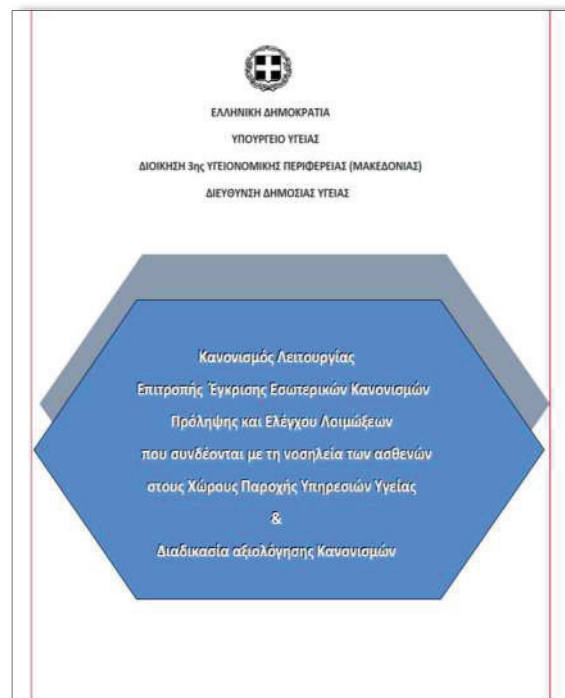 ΕΛΛΗΝΙΚΗ ΔΗΜΟΚΡΑΤΙΑ
ΥΠΟΥΡΓΕΙΟ ΥΓΕΙΑΣ
ΔΙΟΙΚΗΣΗ 3ης ΥΓΕΙΟΝΟΜΙΚΗΣ ΠΕΡΙΦΕΡΕΙΑΣ (ΜΑΚΕΔΟΝΙΑΣ)
ΔΙΕΥΘΥΝΣΗ ΔΗΜΟΣΙΑΣ ΥΓΕΙΑΣ
Κανονισμός Λειτουργίας
Επιτροπής Έγκρισης Εσωτερικών Κανονισμών
Πρόληψης και Ελέγχου Λοιμώξεων
που συνδέονται με τη νοσηλεία των ασθενών
στους Χώρους Παροχής Υπηρεσιών Υγείας
&
Διαδικασία αξιολόγησης Κανονισμών